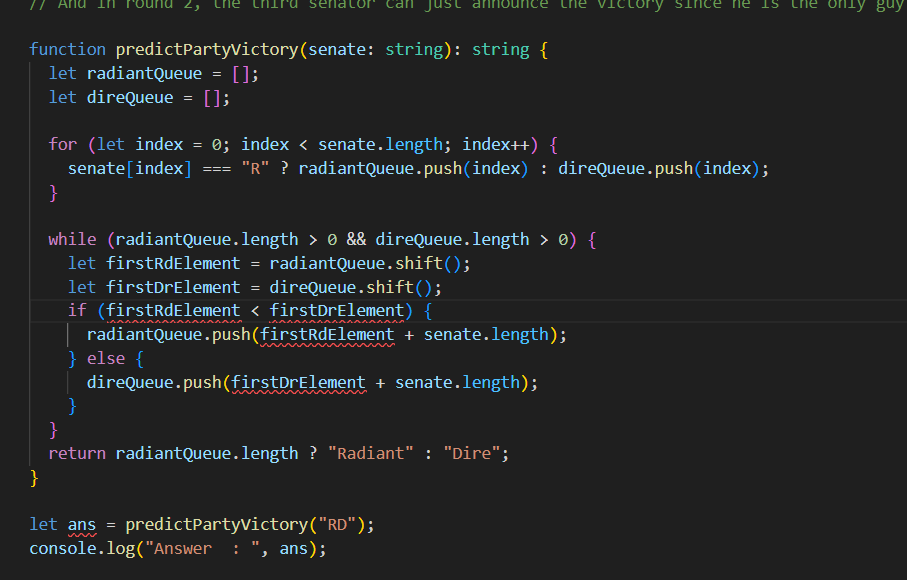 // And in round 2, the third senator can just announce the victory since he is the only guy
function predictPartyVictory(senate: string): string {
  let radiantQueue = [];
  let direQueue = [];

  for (let index = 0; index < senate.length; index++) {
    senate[index] === "R" ? radiantQueue.push(index) : direQueue.push(index);
  }

  while (radiantQueue.length > 0 && direQueue.length > 0) {
    let firstRdElement = radiantQueue.shift();
    let firstDrElement = direQueue.shift();
    if (firstRdElement < firstDrElement) {
      radiantQueue.push(firstRdElement + senate.length);
    } else {
      direQueue.push(firstDrElement + senate.length);
    }
  }
  return radiantQueue.length ? "Radiant" : "Dire";
}

let ans = predictPartyVictory("RD");
console.log("Answer  : ", ans);